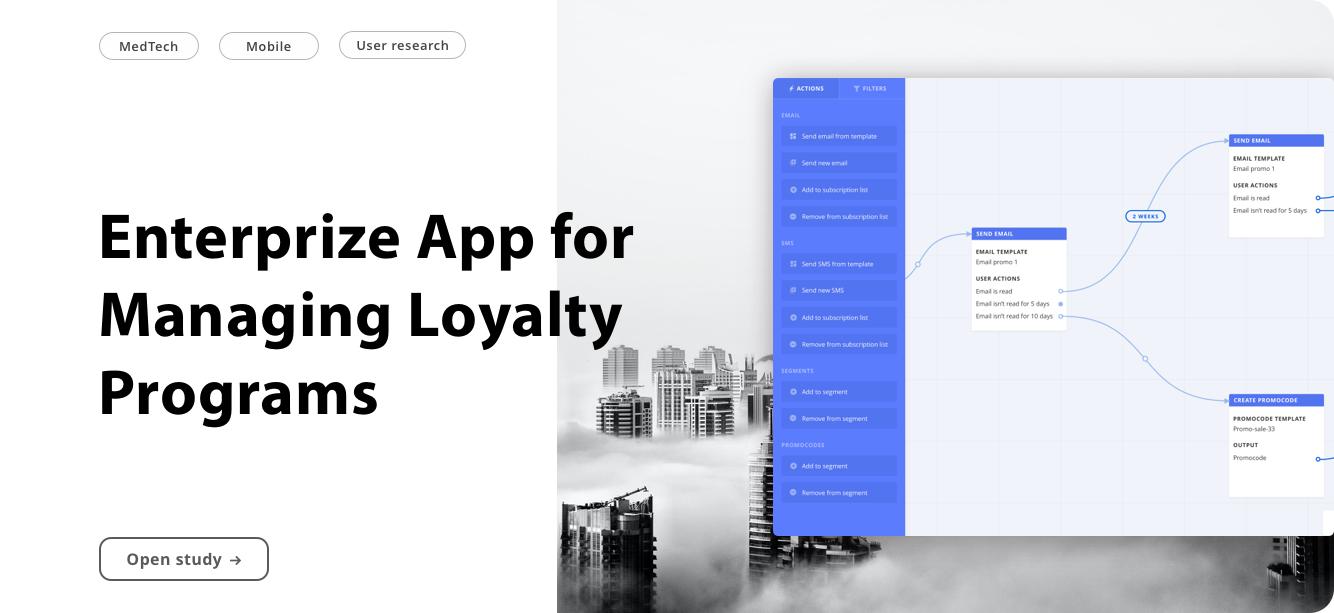 MedTech
Mobile
User research
Enterprize App for
Managing Loyalty
Programs
Open study →
ACTIONS
FILTERS
EMAIL
Send email from template
Send new email
Add to subscription list
Remove from subscription list
SMS
Send SMS from template
Send new SMS
Add to subscription list
Remove from subscription list
SEGMENTS
Add to segment
Remove from segment
PROMOCODES
Add to segment
Remove from segment
SEND EMAIL
EMAIL TEMPLATE
Email promo 1
USER ACTIONS
Email is read
Email isn't read for 5 days
Email isn't read for 10 days
2 WEEKS
SEND EMAIL
EMAIL TEMPLATE
Email promo 1
USER ACTIONS
Email is read
Email isn't read for 5 days
CREATE PROMOCODE
PROMOCODE TEMPLATE
Promo-sale-33
OUTPUT
Promocode